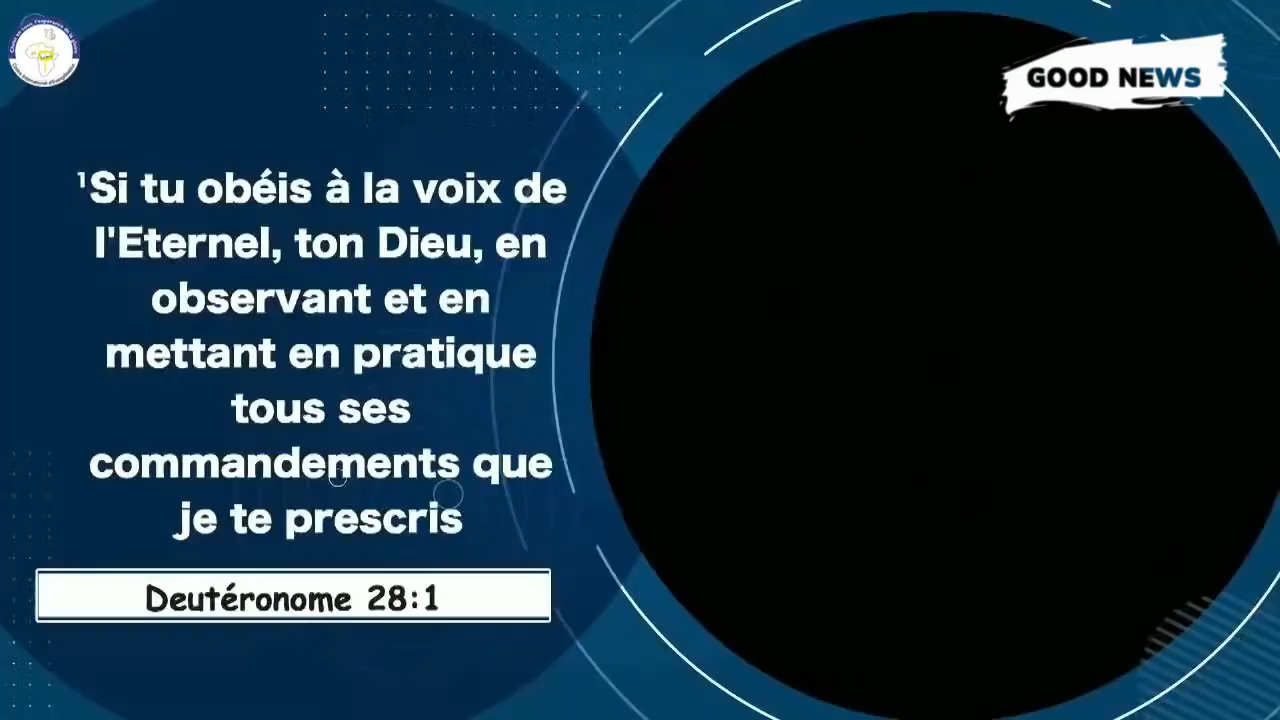 GOOD NEWS
¹Si tu obéis à la voix de
l'Eternel, ton Dieu, en
observant et en
mettant en pratique
tous ses
commandements que
je te prescris
Deutéronome 28:1